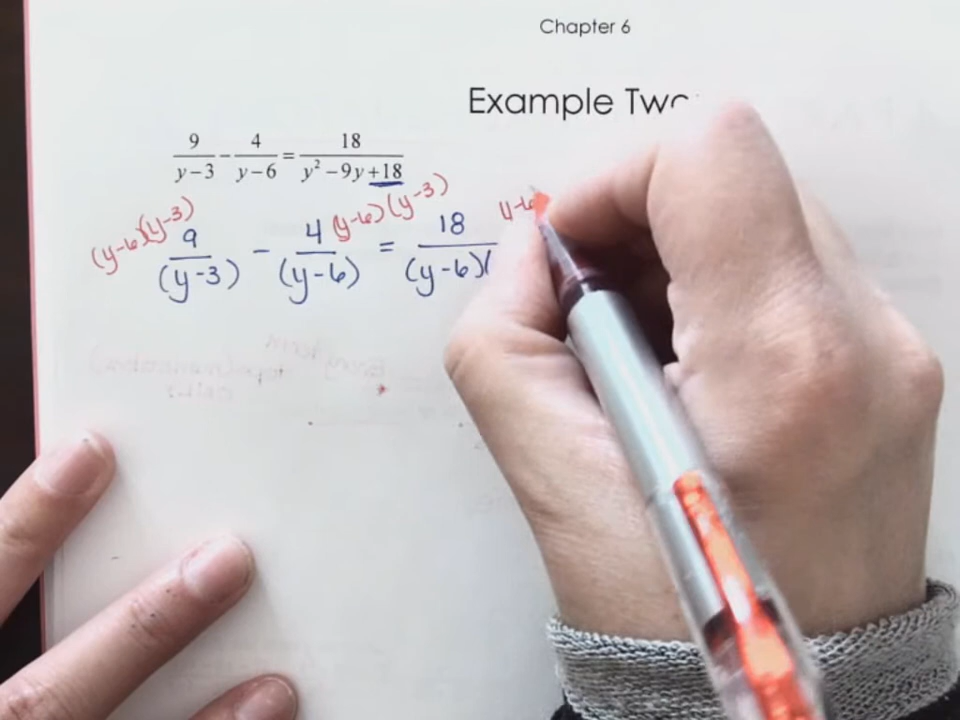 Chapter 6
Example Two
9/(y-3) - 4/(y-6) = 18/(y² - 9y + 18)
(y-6)(y-3) 9/(y-3) - 4/(y-6) (y-6)(y-3) = 18/(y-6)( (y-6